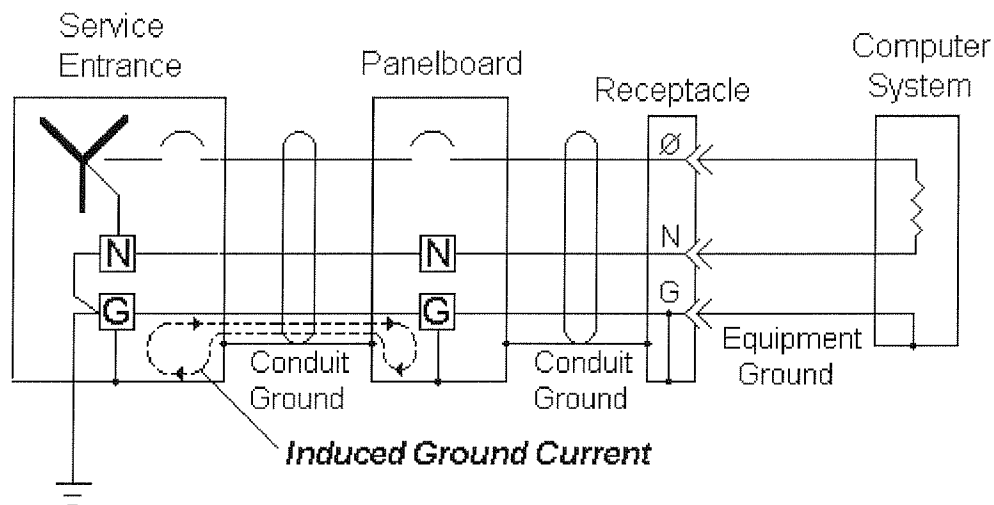 Service
Entrance
Panelboard
Receptacle
Computer
System
Ø
N
N
N
G
G
G
Conduit
Ground
Conduit
Ground
Equipment
Ground
Induced Ground Current